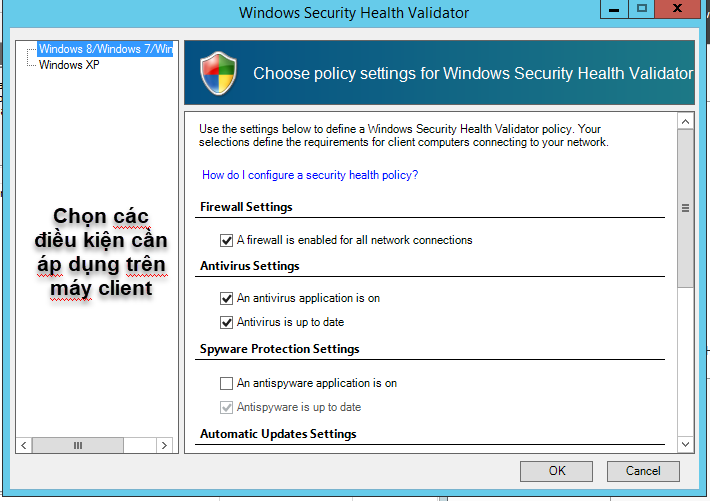 Windows Security Health Validator
Windows 8/Windows 7/Win
Windows XP
Chọn các
điều kiện cần
áp dụng trên
máy client
Choose policy settings for Windows Security Health Validator
Use the settings below to define a Windows Security Health Validator policy. Your
selections define the requirements for client computers connecting to your network.
How do I configure a security health policy?
Firewall Settings
A firewall is enabled for all network connections
Antivirus Settings
An antivirus application is on
Antivirus is up to date
Spyware Protection Settings
An antispyware application is on
Antispyware is up to date
Automatic Updates Settings
OK
Cancel